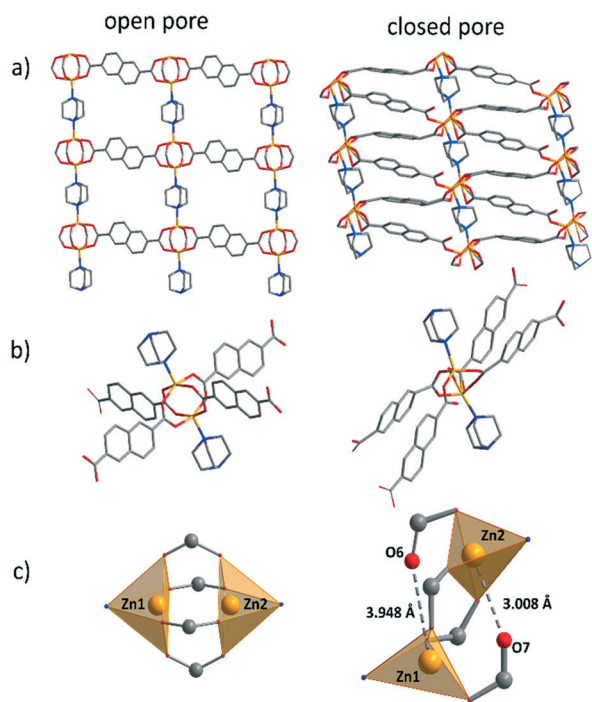 open pore
closed pore
a)
b)
c)
Zn1
Zn2
O6
Zn2
3.948 Å
3.008 Å
O7
Zn1